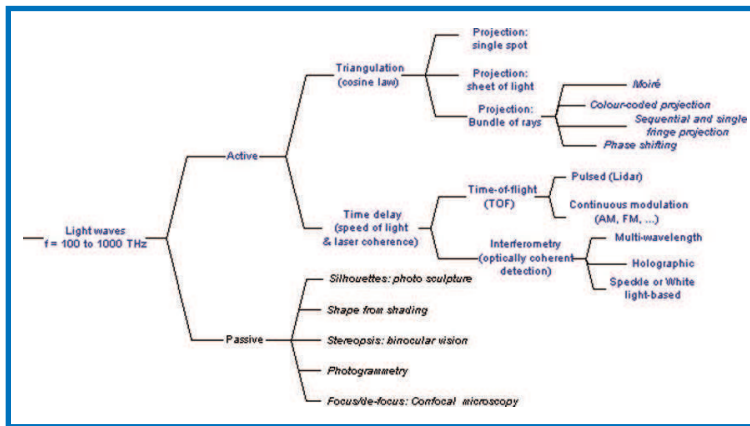 Projection:
single spot
Triangulation
(cosine law)
Projection:
sheet of light
Moiré
Projection:
Bundle of rays
Colour-coded projection
Sequential and single
fringe projection
Phase shifting
Active
Pulsed (Lidar)
Time-of-flight
(TOF)
Continuous modulation
(AM, FM, ...)
Time delay
(speed of light
& laser coherence)
Light waves
f = 100 to 1000 THz
Multi-wavelength
Interferometry
(optically coherent
detection)
Holographic
Speckle or White
light-based
Silhouettes: photo sculpture
Shape from shading
Passive
Stereopsis: binocular vision
Photogrammetry
Focus/de-focus: Confocal microscopy